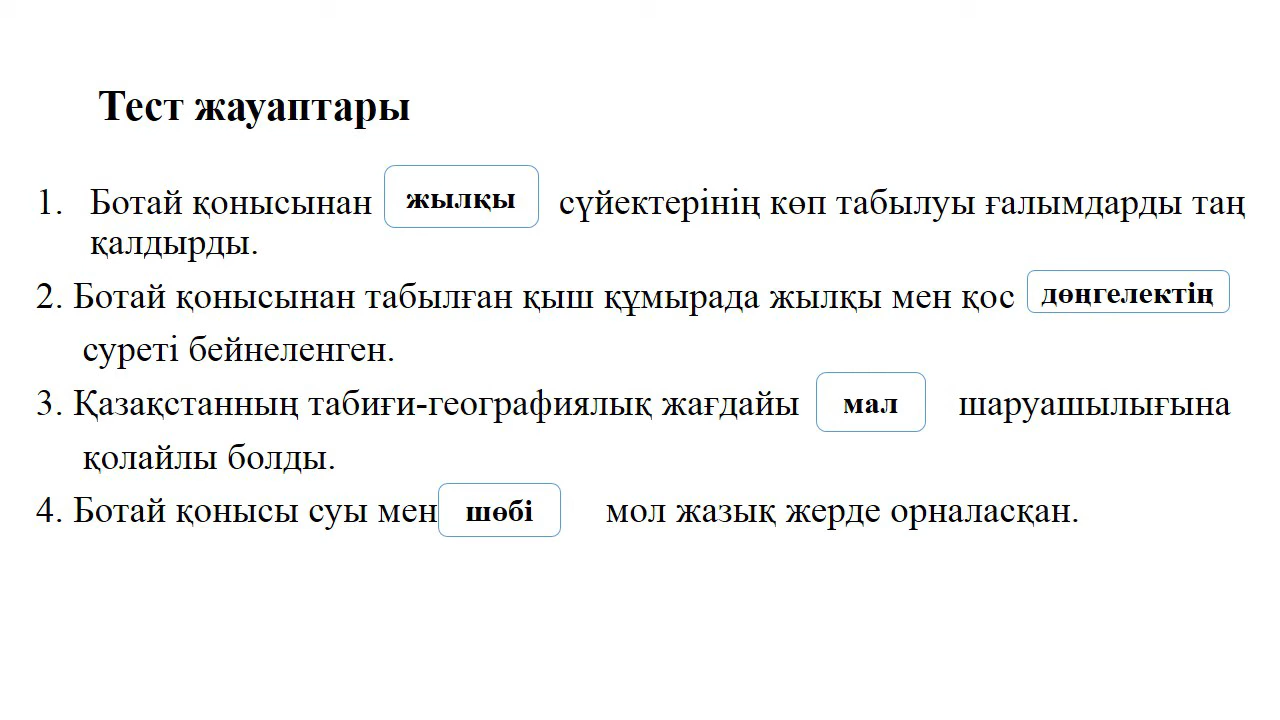 Тест жауаптары
1. Ботай қонысынан жылқы сүйектерінің көп табылуы ғалымдарды таң
қалдырды.
2. Ботай қонысынан табылған қыш құмырада жылқы мен қос дөңгелектің
суреті бейнеленген.
3. Қазақстанның табиғи-географиялық жағдайы мал шаруашылығына
қолайлы болды.
4. Ботай қонысы суы мен шөбі мол жазық жерде орналасқан.